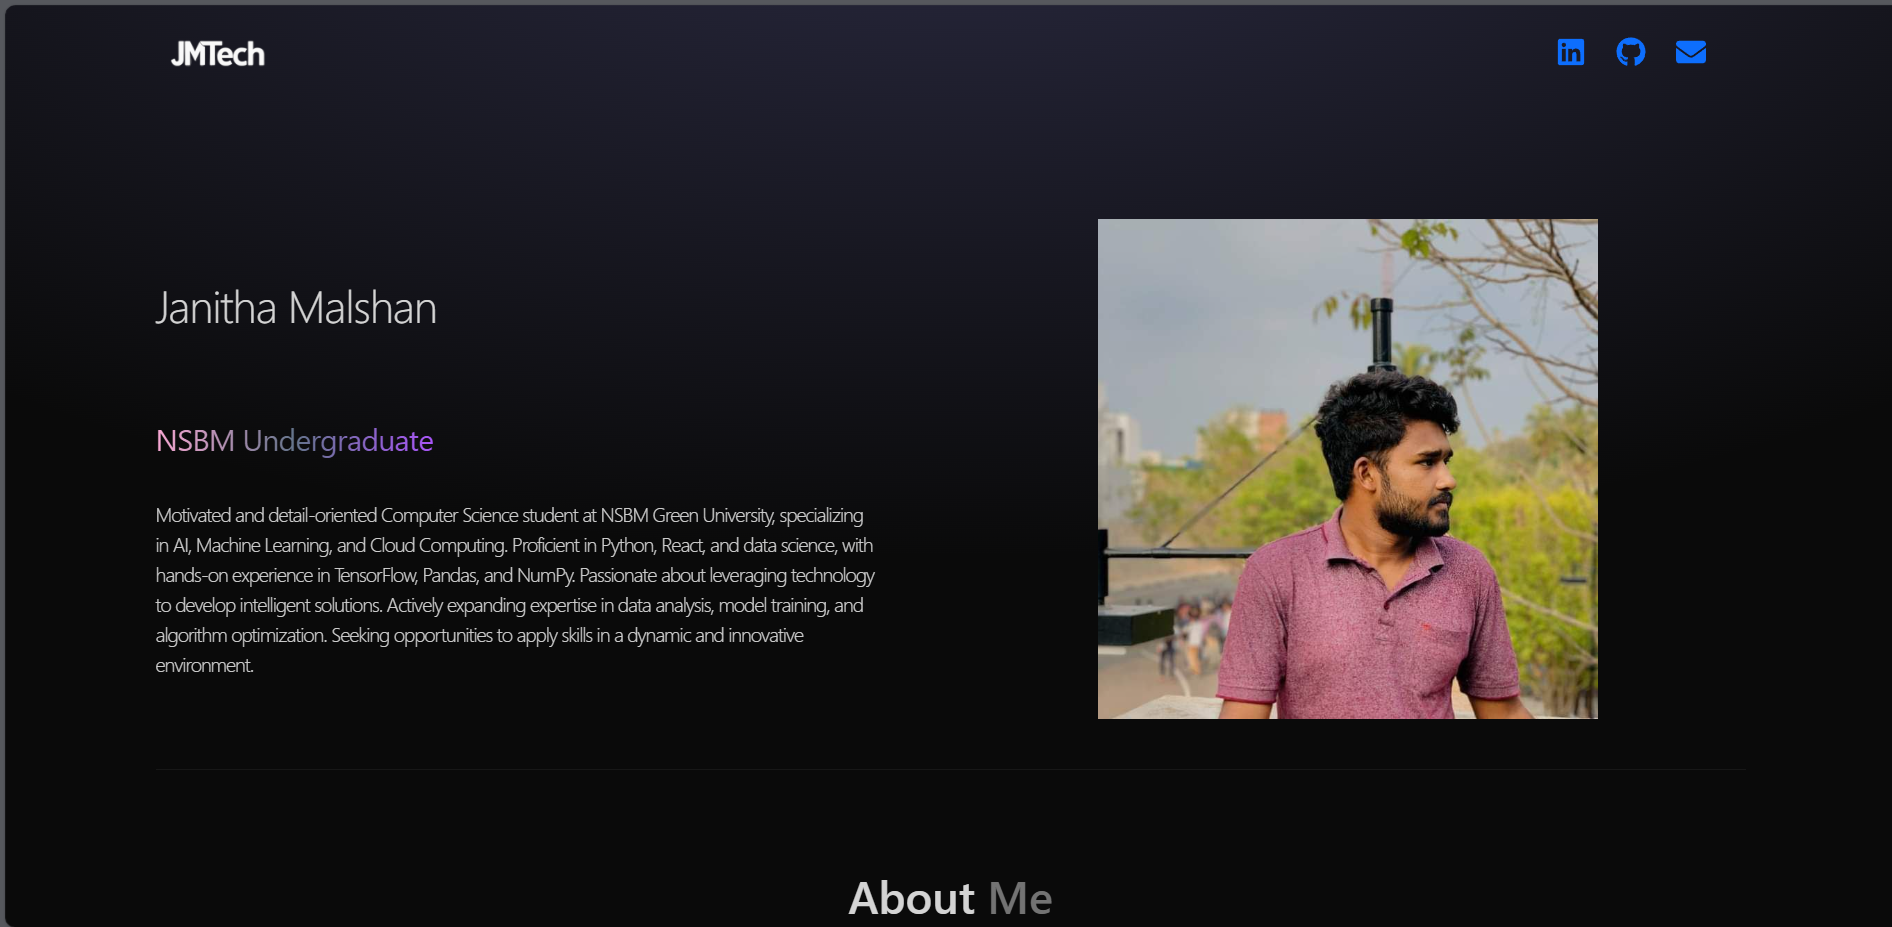 JMTech
Janitha Malshan
NSBM Undergraduate
Motivated and detail-oriented Computer Science student at NSBM Green University, specializing
in AI, Machine Learning, and Cloud Computing. Proficient in Python, React, and data science, with
hands-on experience in TensorFlow, Pandas, and NumPy. Passionate about leveraging technology
to develop intelligent solutions. Actively expanding expertise in data analysis, model training, and
algorithm optimization. Seeking opportunities to apply skills in a dynamic and innovative
environment.
About Me